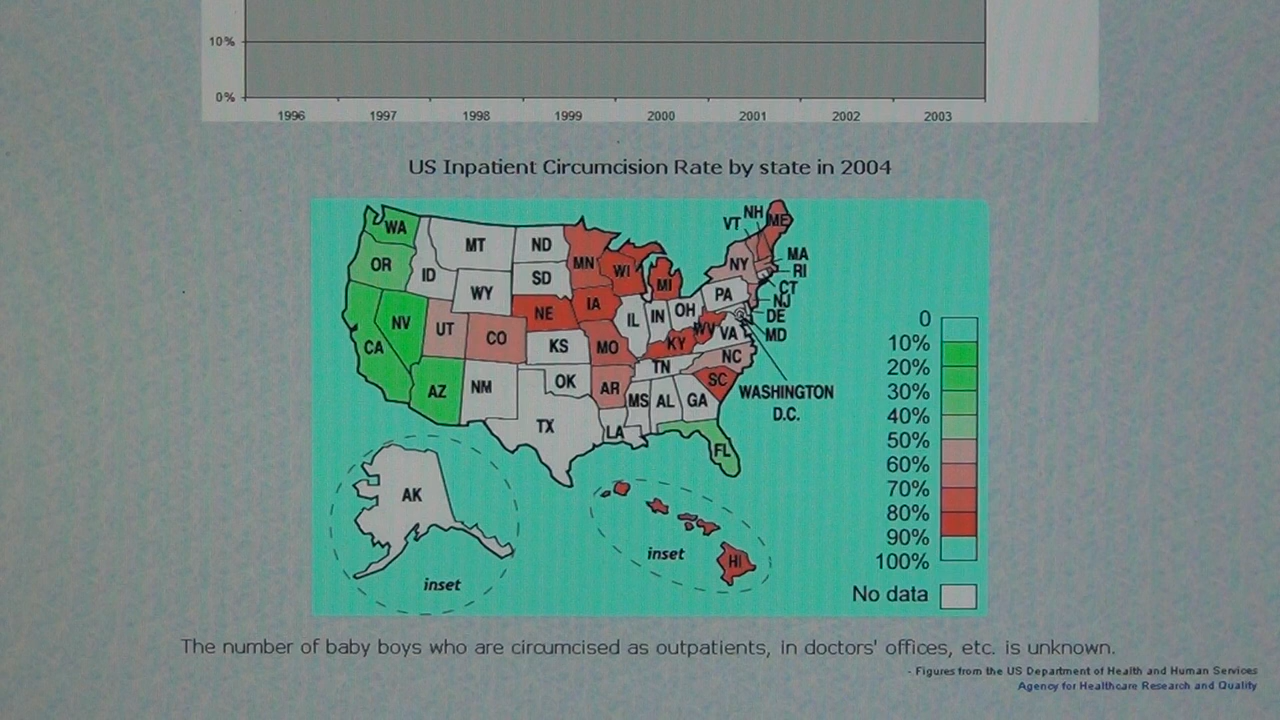 10%
0%
1996 1997 1998 1999 2000 2001 2002 2003
US Inpatient Circumcision Rate by state in 2004
WA
OR
CA
NV
ID
MT
WY
UT
AZ
CO
NM
ND
SD
NE
KS
OK
TX
MN
IA
MO
AR
LA
WI
IL
MI
IN
OH
KY
TN
MS
AL
GA
FL
SC
NC
VA
WV
PA
NY
VT
NH
ME
MA
RI
CT
NJ
DE
MD
WASHINGTON
D.C.
AK
inset
HI
inset
0
10%
20%
30%
40%
50%
60%
70%
80%
90%
100%
No data
The number of baby boys who are circumcised as outpatients, in doctors' offices, etc. is unknown.
- Figures from the US Department of Health and Human Services
Agency for Healthcare Research and Quality